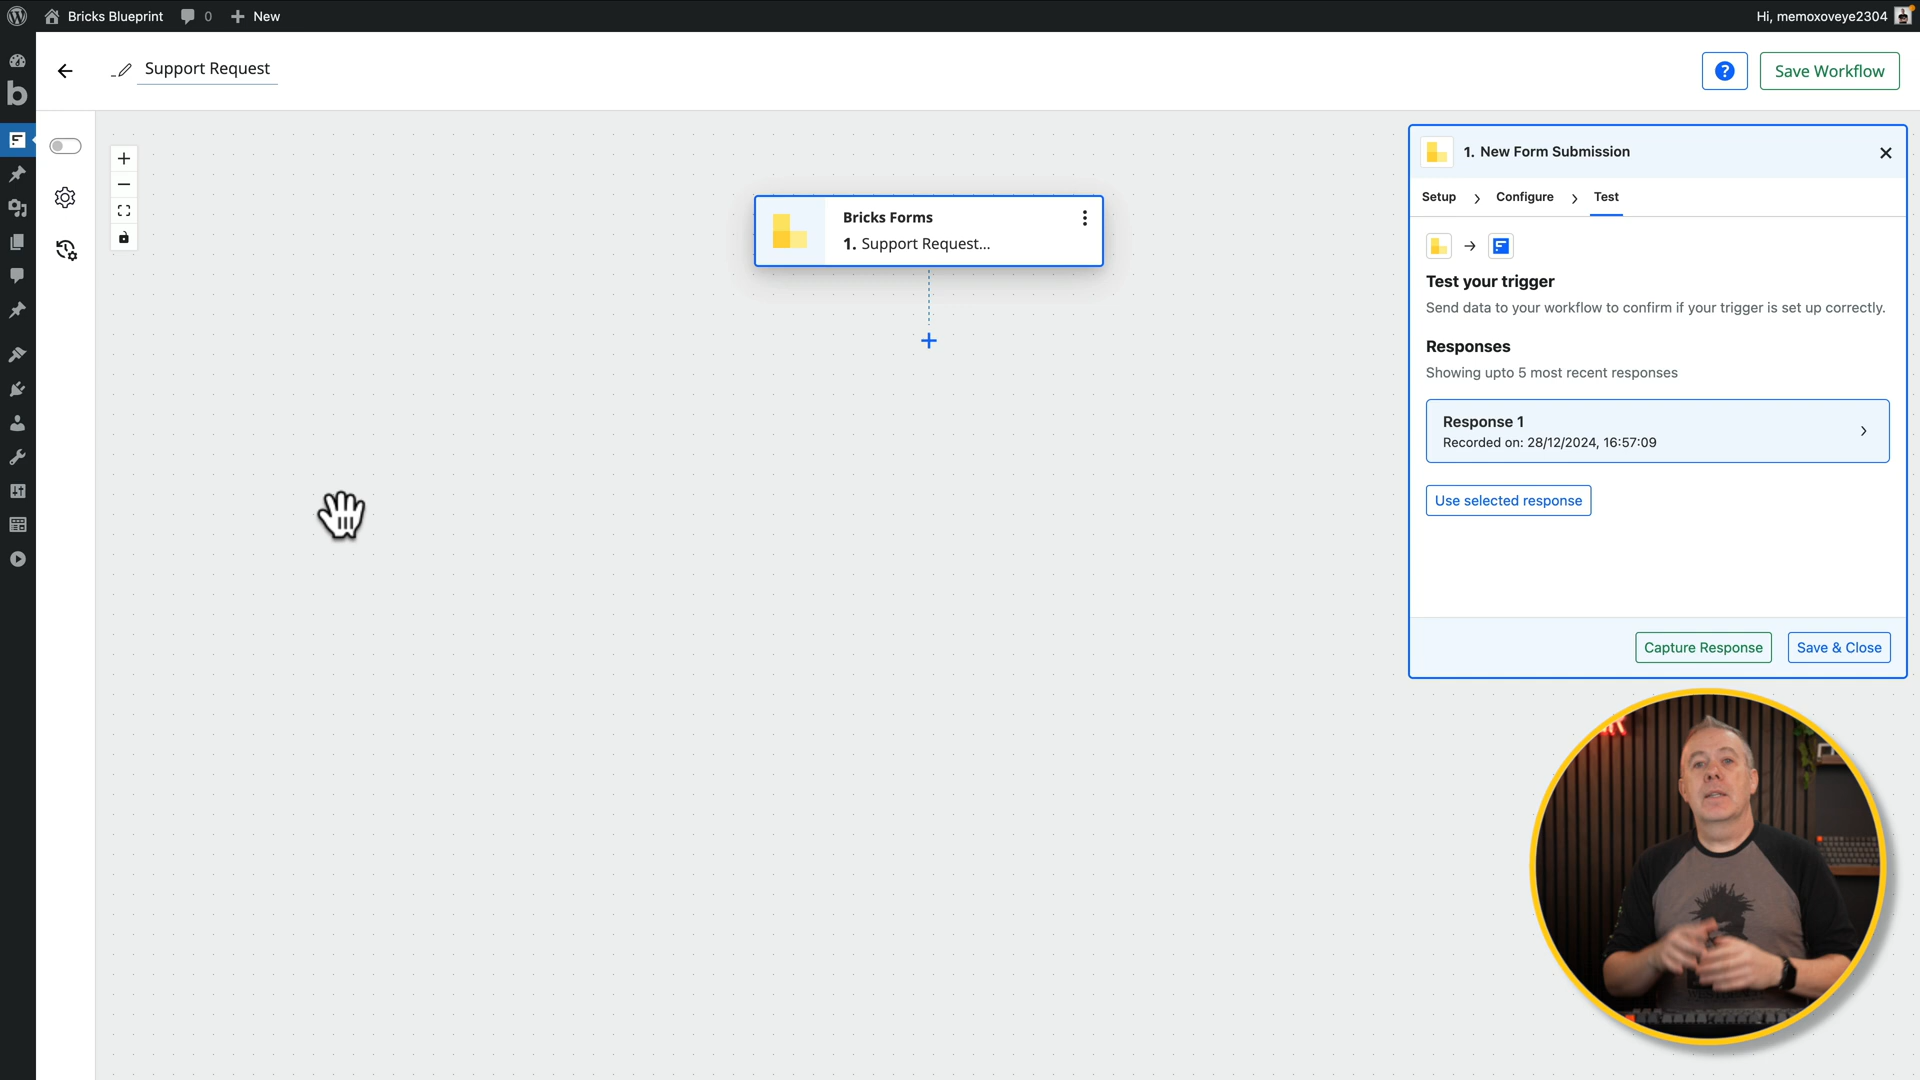 Bricks Blueprint
0
New
Hi, memoxoveye2304
Support Request
?
Save Workflow
Bricks Forms
1. Support Request...
1. New Form Submission
Setup
Configure
Test
Test your trigger
Send data to your workflow to confirm if your trigger is set up correctly.
Responses
Showing upto 5 most recent responses
Response 1
Recorded on: 28/12/2024, 16:57:09
Use selected response
Capture Response
Save & Close